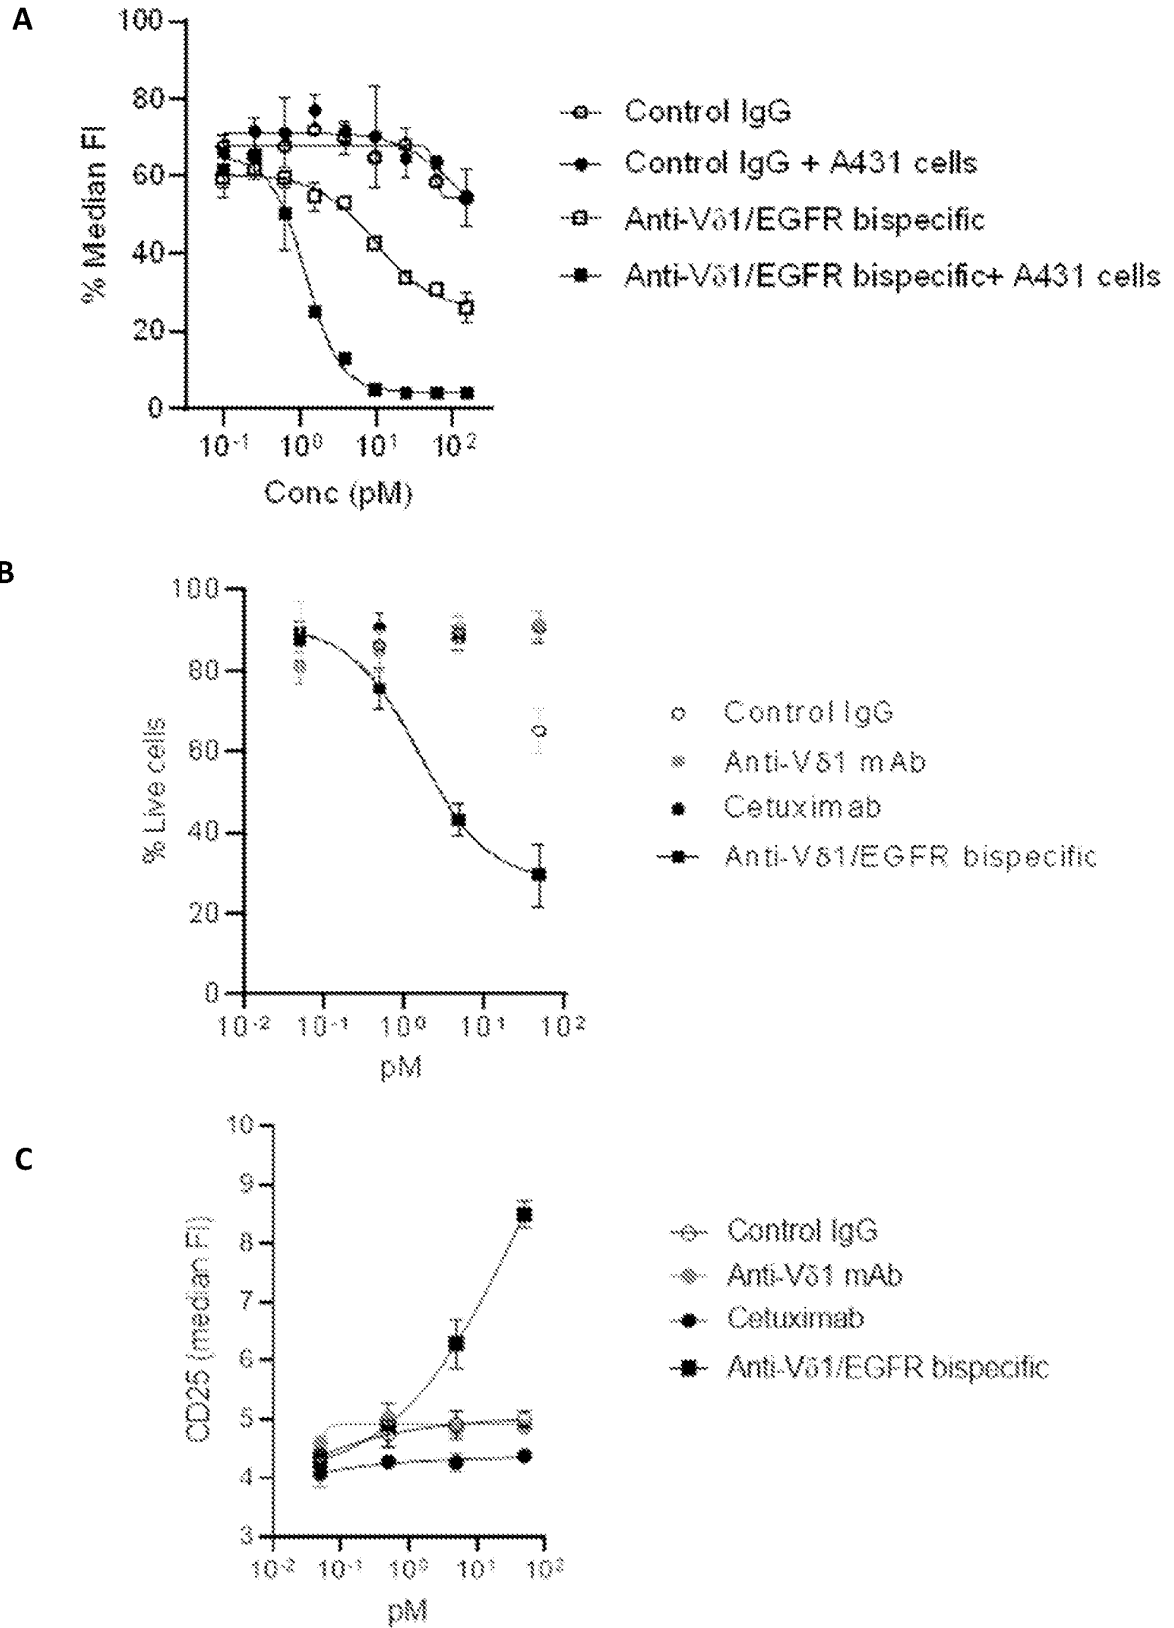 A
100
80
60
40
20
0
% Median FI
10-1 10⁰ 10¹ 10²
Conc (pM)
Control IgG
Control IgG + A431 cells
Anti-Vδ1/EGFR bispecific
Anti-Vδ1/EGFR bispecific+ A431 cells
B
100
80
60
40
20
0
% Live cells
10-2 10-1 10⁰ 10¹ 10²
pM
Control IgG
Anti-Vδ1 mAb
Cetuximab
Anti-Vδ1/EGFR bispecific
C
10
9
8
7
6
5
4
3
CD25 (median FI)
10-2 10-1 10⁰ 10¹ 10²
pM
Control IgG
Anti-Vδ1 mAb
Cetuximab
Anti-Vδ1/EGFR bispecific